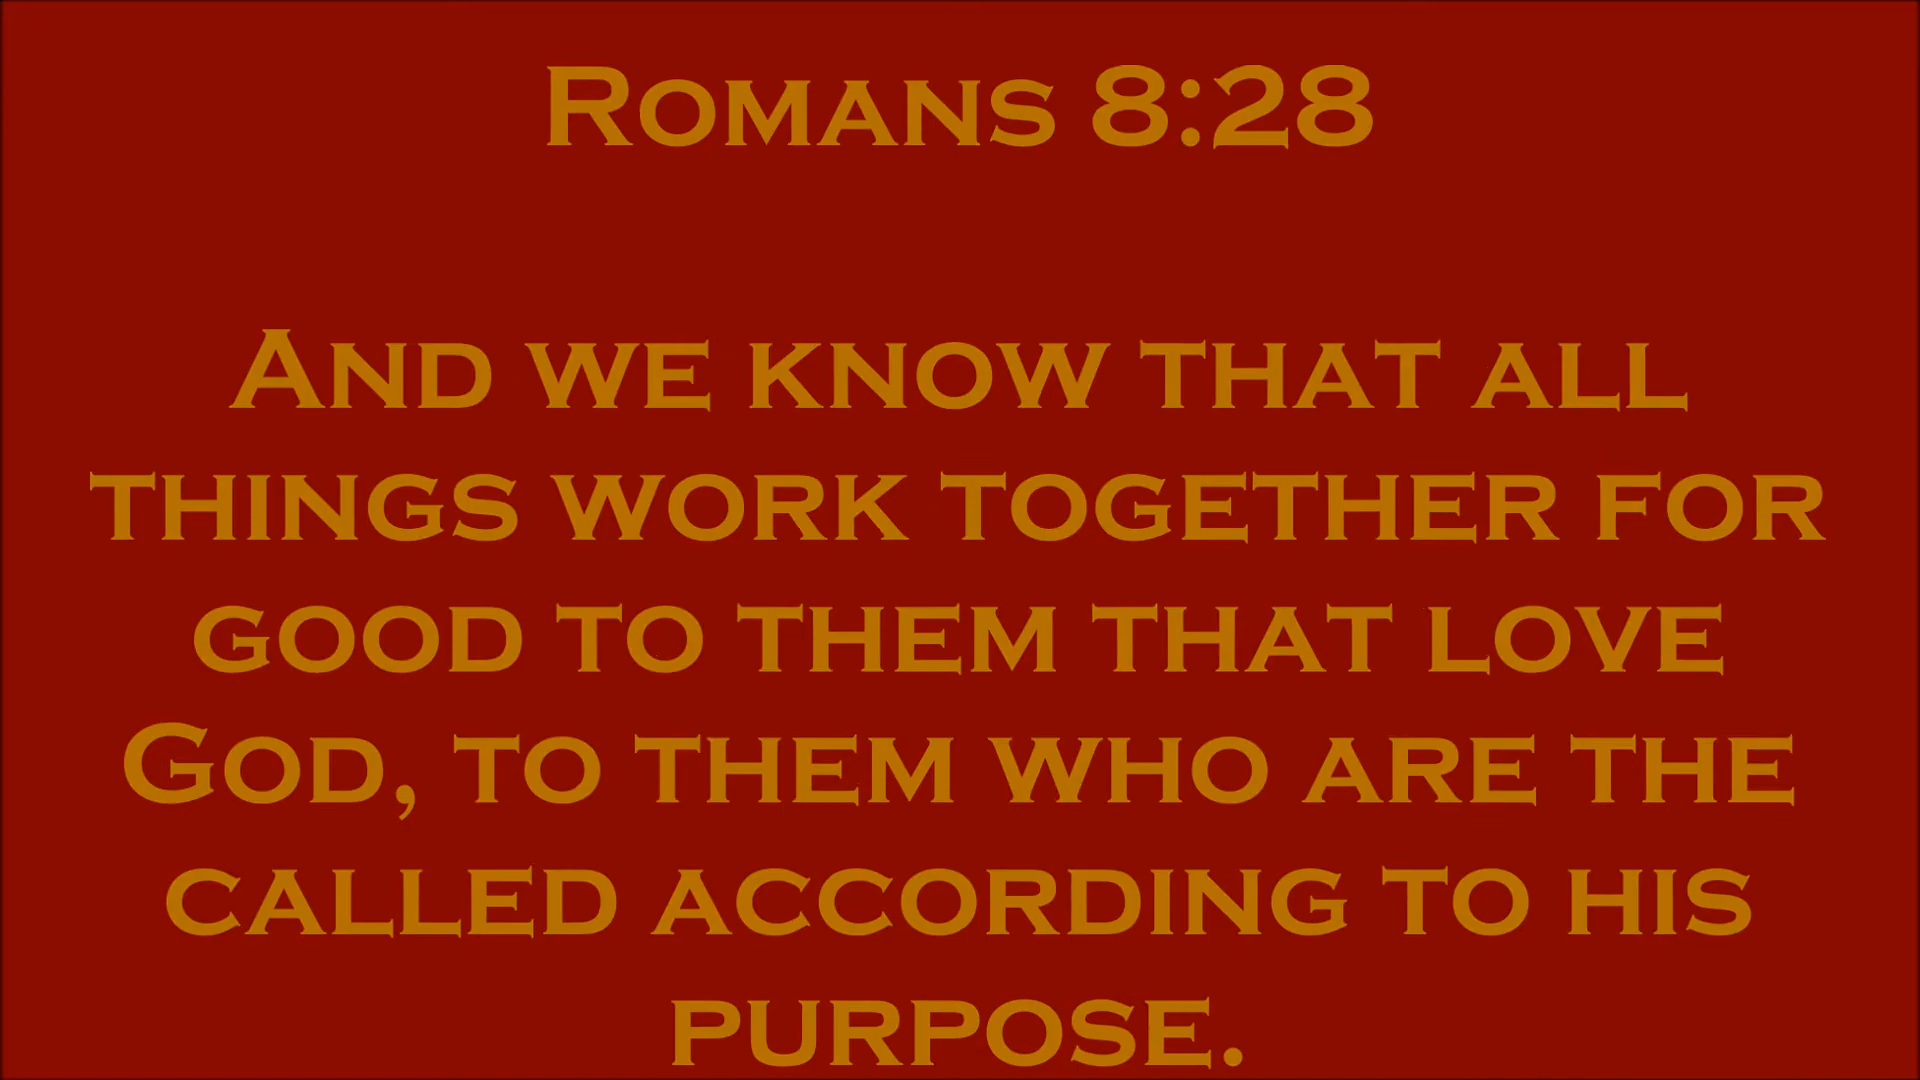 Romans 8:28
And we know that all
things work together for
good to them that love
God, to them who are the
called according to his
purpose.